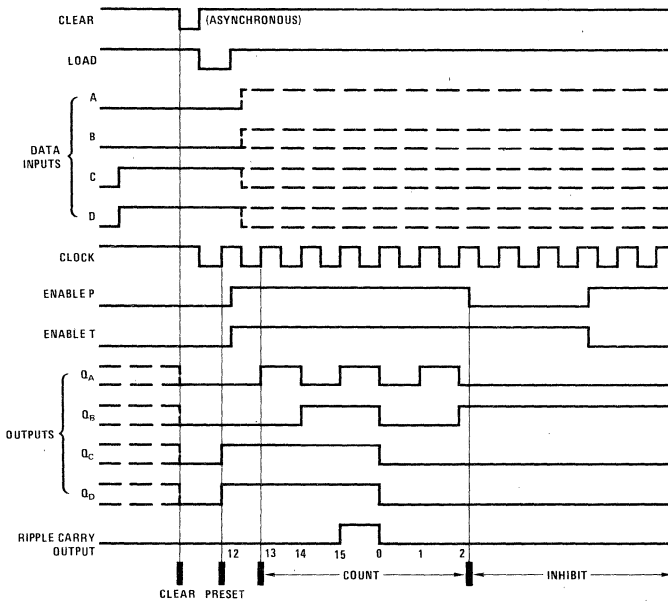 CLEAR
(ASYNCHRONOUS)
LOAD
DATA
INPUTS
A
B
C
D
CLOCK
ENABLE P
ENABLE T
OUTPUTS
QA
QB
QC
QD
RIPPLE CARRY
OUTPUT
12 13 14 15 0 1 2
COUNT
INHIBIT
CLEAR PRESET